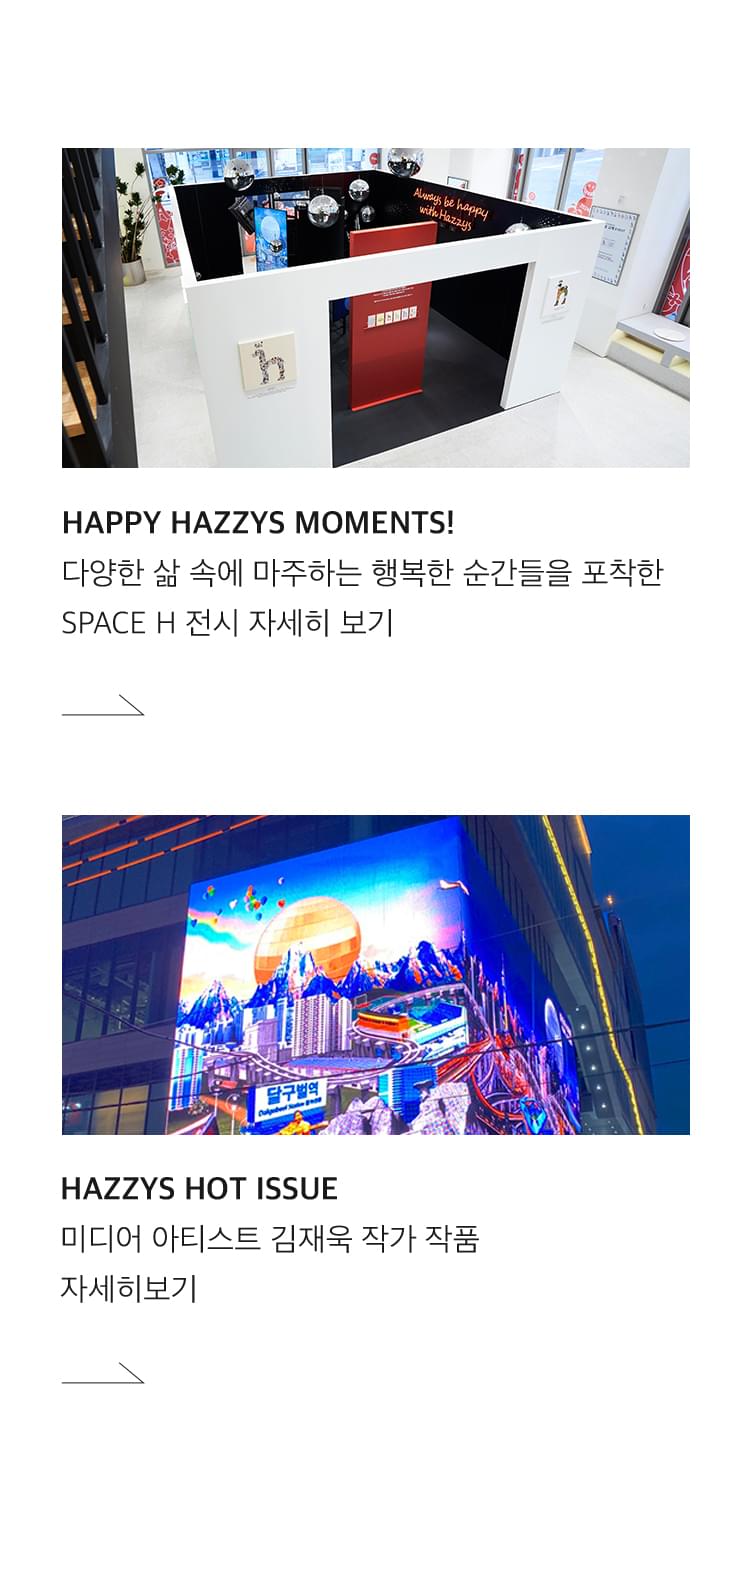 Always be happy
with Hazzys
h
HAPPY HAZZYS MOMENTS!
다양한 삶 속에 마주하는 행복한 순간들을 포착한
SPACE H 전시 자세히 보기
달구벌역
HAZZYS HOT ISSUE
미디어 아티스트 김재욱 작가 작품
자세히보기